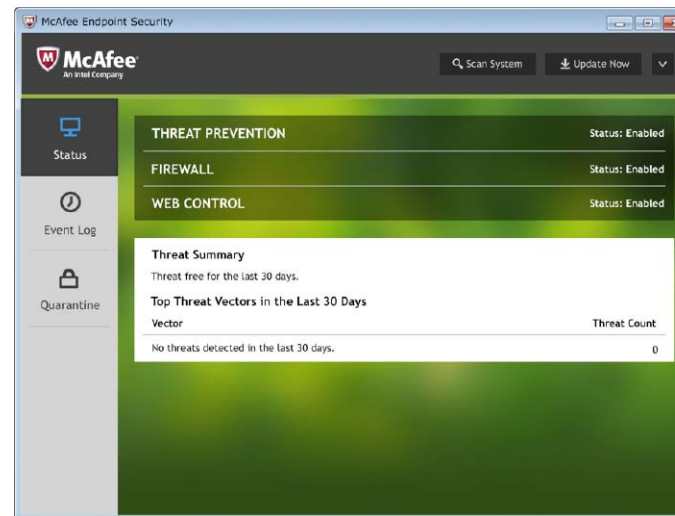 McAfee Endpoint Security
McAfee
An Intel Company
Scan System
Update Now
Status
Event Log
Quarantine
THREAT PREVENTION Status: Enabled
FIREWALL Status: Enabled
WEB CONTROL Status: Enabled
Threat Summary
Threat free for the last 30 days.
Top Threat Vectors in the Last 30 Days
Vector Threat Count
No threats detected in the last 30 days. 0